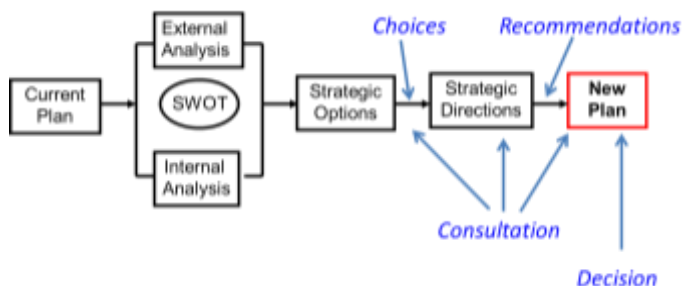 External
Analysis
Choices
Recommendations
Current
Plan
SWOT
Strategic
Options
Strategic
Directions
New
Plan
Internal
Analysis
Consultation
Decision